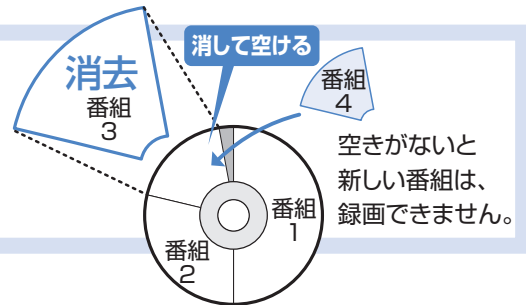 消して空ける
消去
番組
3
番組
4
空きがないと
新しい番組は、
録画できません。
番組
1
番組
2